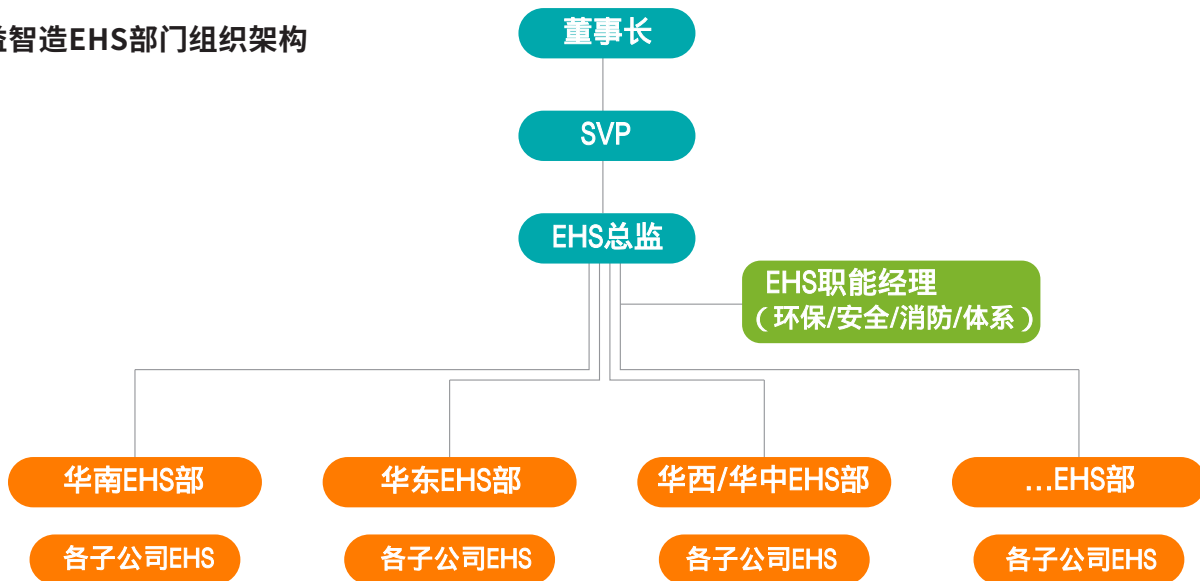 董事长
智造EHS部门组织架构
SVP
EHS总监
EHS职能经理
（环保/安全/消防/体系）
华南EHS部
华东EHS部
华西/华中EHS部
...EHS部
各子公司EHS
各子公司EHS
各子公司EHS
各子公司EHS